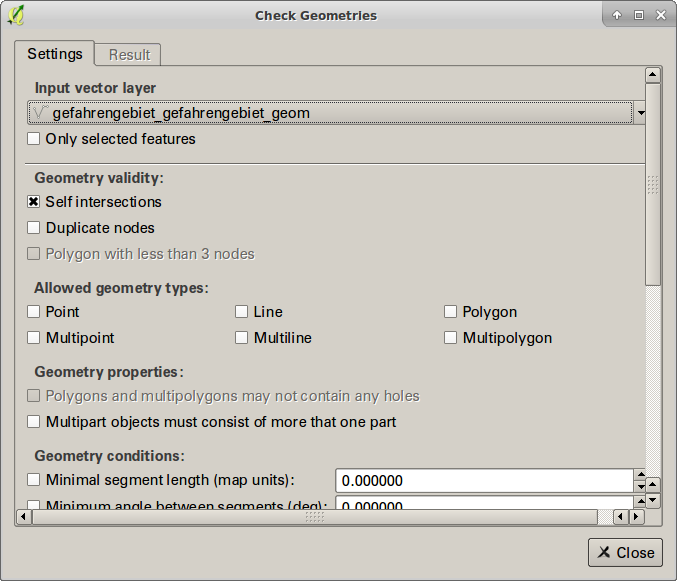 Check Geometries
Settings
Result
Input vector layer
gefahrengebiet_gefahrengebiet_geom
Only selected features
Geometry validity:
Self intersections
Duplicate nodes
Polygon with less than 3 nodes
Allowed geometry types:
Point Line Polygon
Multipoint Multiline Multipolygon
Geometry properties:
Polygons and multipolygons may not contain any holes
Multipart objects must consist of more that one part
Geometry conditions:
Minimal segment length (map units): 0.000000
Minimum angle between segments (deg): 0.000000
Close